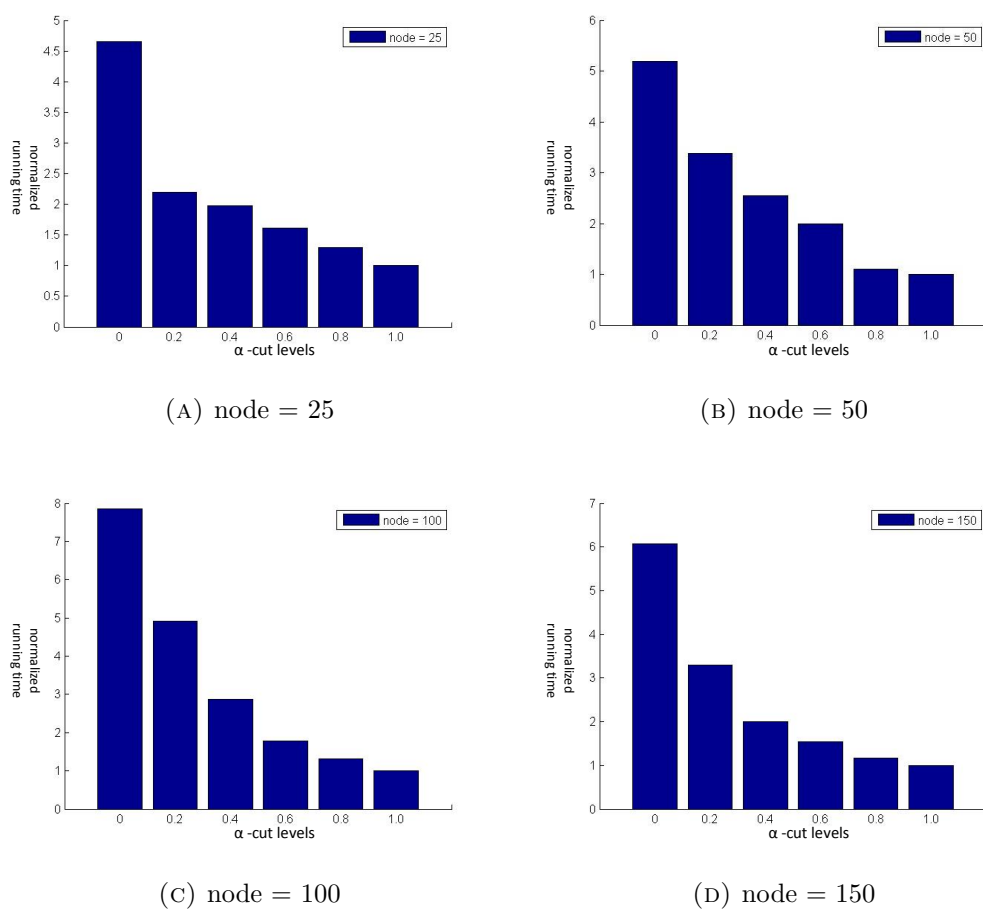 5
4.5
4
3.5
3
2.5
2
1.5
1
0.5
0
normalized
running time
node = 25
0 0.2 0.4 0.6 0.8 1.0
α -cut levels
(A) node = 25
6
5
4
3
2
1
0
normalized
running time
node = 50
0 0.2 0.4 0.6 0.8 1.0
α -cut levels
(B) node = 50
8
7
6
5
4
3
2
1
0
normalized
running time
node = 100
0 0.2 0.4 0.6 0.8 1.0
α -cut levels
(C) node = 100
7
6
5
4
3
2
1
0
normalized
running time
node = 150
0 0.2 0.4 0.6 0.8 1.0
α -cut levels
(D) node = 150